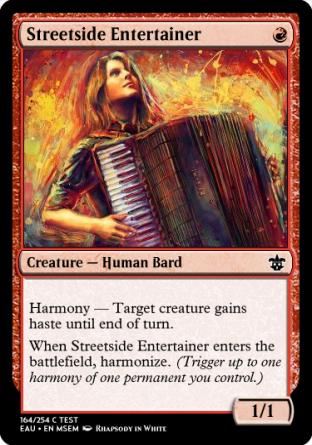 Streetside Entertainer
Creature — Human Bard
Harmony — Target creature gains
haste until end of turn.
When Streetside Entertainer enters the
battlefield, harmonize. (Trigger up to one
harmony of one permanent you control.)
1/1
164/254 C TEST
EAU • EN MSEM Rhapsody in White